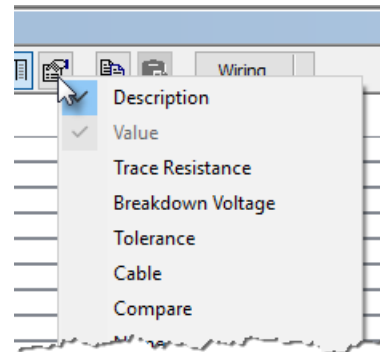 Wiring
Description
Value
Trace Resistance
Breakdown Voltage
Tolerance
Cable
Compare